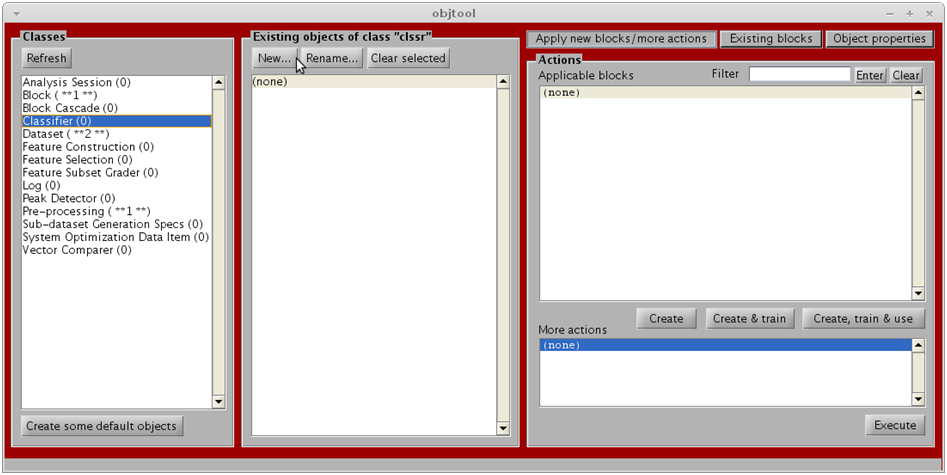 objtool
Classes
Refresh
Analysis Session (0)
Block ( **1 **)
Block Cascade (0)
Classifier (0)
Dataset ( **2 **)
Feature Construction (0)
Feature Selection (0)
Feature Subset Grader (0)
Log (0)
Peak Detector (0)
Pre-processing ( **1 **)
Sub-dataset Generation Specs (0)
System Optimization Data Item (0)
Vector Comparer (0)
Create some default objects
Existing objects of class "clssr"
New... Rename... Clear selected
(none)
Apply new blocks/more actions Existing blocks Object properties
Actions
Applicable blocks Filter Enter Clear
(none)
Create Create & train Create, train & use
More actions
(none)
Execute